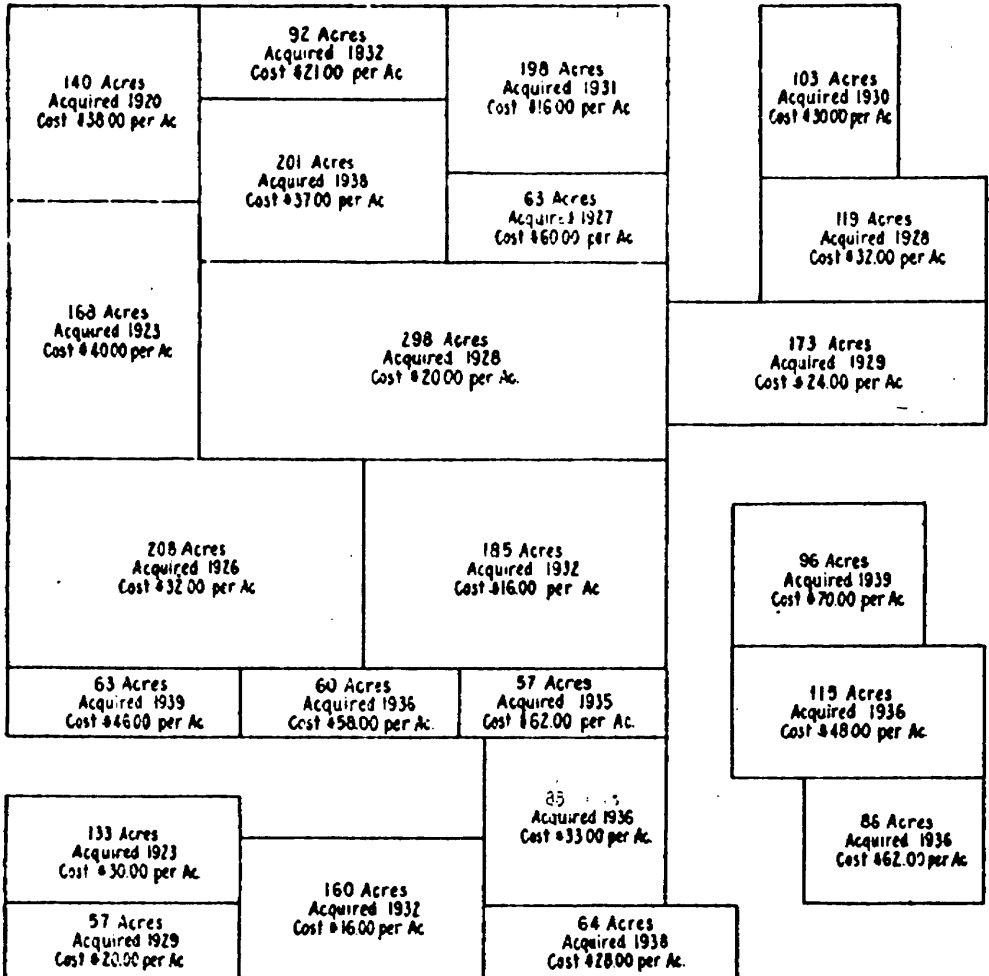 140 Acres
Acquired 1920
Cost $38.00 per Ac
92 Acres
Acquired 1932
Cost $21.00 per Ac
198 Acres
Acquired 1931
Cost $16.00 per Ac
103 Acres
Acquired 1930
Cost $30.00 per Ac
201 Acres
Acquired 1938
Cost $37.00 per Ac
63 Acres
Acquired 1927
Cost $60.00 per Ac
119 Acres
Acquired 1928
Cost $32.00 per Ac
168 Acres
Acquired 1923
Cost $40.00 per Ac
298 Acres
Acquired 1928
Cost $20.00 per Ac.
173 Acres
Acquired 1929
Cost $24.00 per Ac
208 Acres
Acquired 1926
Cost $32.00 per Ac
185 Acres
Acquired 1932
Cost $16.00 per Ac
96 Acres
Acquired 1939
Cost $70.00 per Ac
63 Acres
Acquired 1939
Cost $46.00 per Ac
60 Acres
Acquired 1936
Cost $58.00 per Ac.
57 Acres
Acquired 1935
Cost $62.00 per Ac.
Acres
Acquired 1936
Cost $48.00 per Ac.
Acquired 1936
Cost $33.00 per Ac.
86 Acres
Acquired 1936
Cost $62.00 per Ac
133 Acres
Acquired 1923
Cost $30.00 per Ac.
160 Acres
Acquired 1932
Cost $16.00 per Ac
57 Acres
Acquired 1929
Cost $20.00 per Ac
64 Acres
Acquired 1938
Cost $28.00 per Ac.